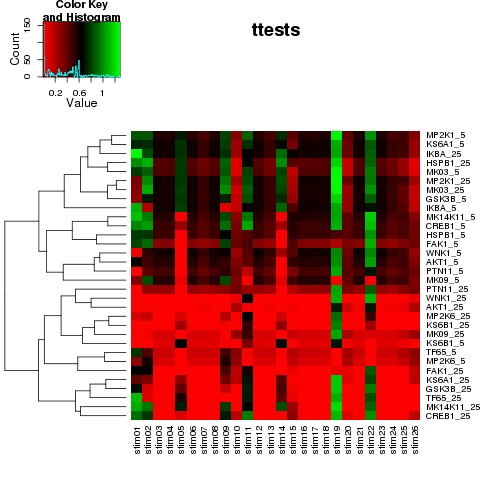 Color Key
and Histogram
ttests
Count
0 50 150
0.2 0.6 1
Value
MP2K1_5
KS6A1_5
IKBA_25
HSPB1_25
MK03_5
MP2K1_25
MK03_25
GSK3B_5
IKBA_5
MK14K11_5
CREB1_5
HSPB1_5
FAK1_5
WNK1_5
AKT1_5
PTN11_5
MK09_5
PTN11_25
WNK1_25
AKT1_25
MP2K6_25
KS6B1_25
MK09_25
KS6B1_5
TF65_5
MP2K6_5
FAK1_25
KS6A1_25
GSK3B_25
TF65_25
MK14K11_25
CREB1_25
stim01 stim02 stim03 stim04 stim05 stim06 stim07 stim08 stim09 stim10 stim11 stim12 stim13 stim14 stim15 stim16 stim17 stim18 stim19 stim20 stim21 stim22 stim23 stim24 stim25 stim26